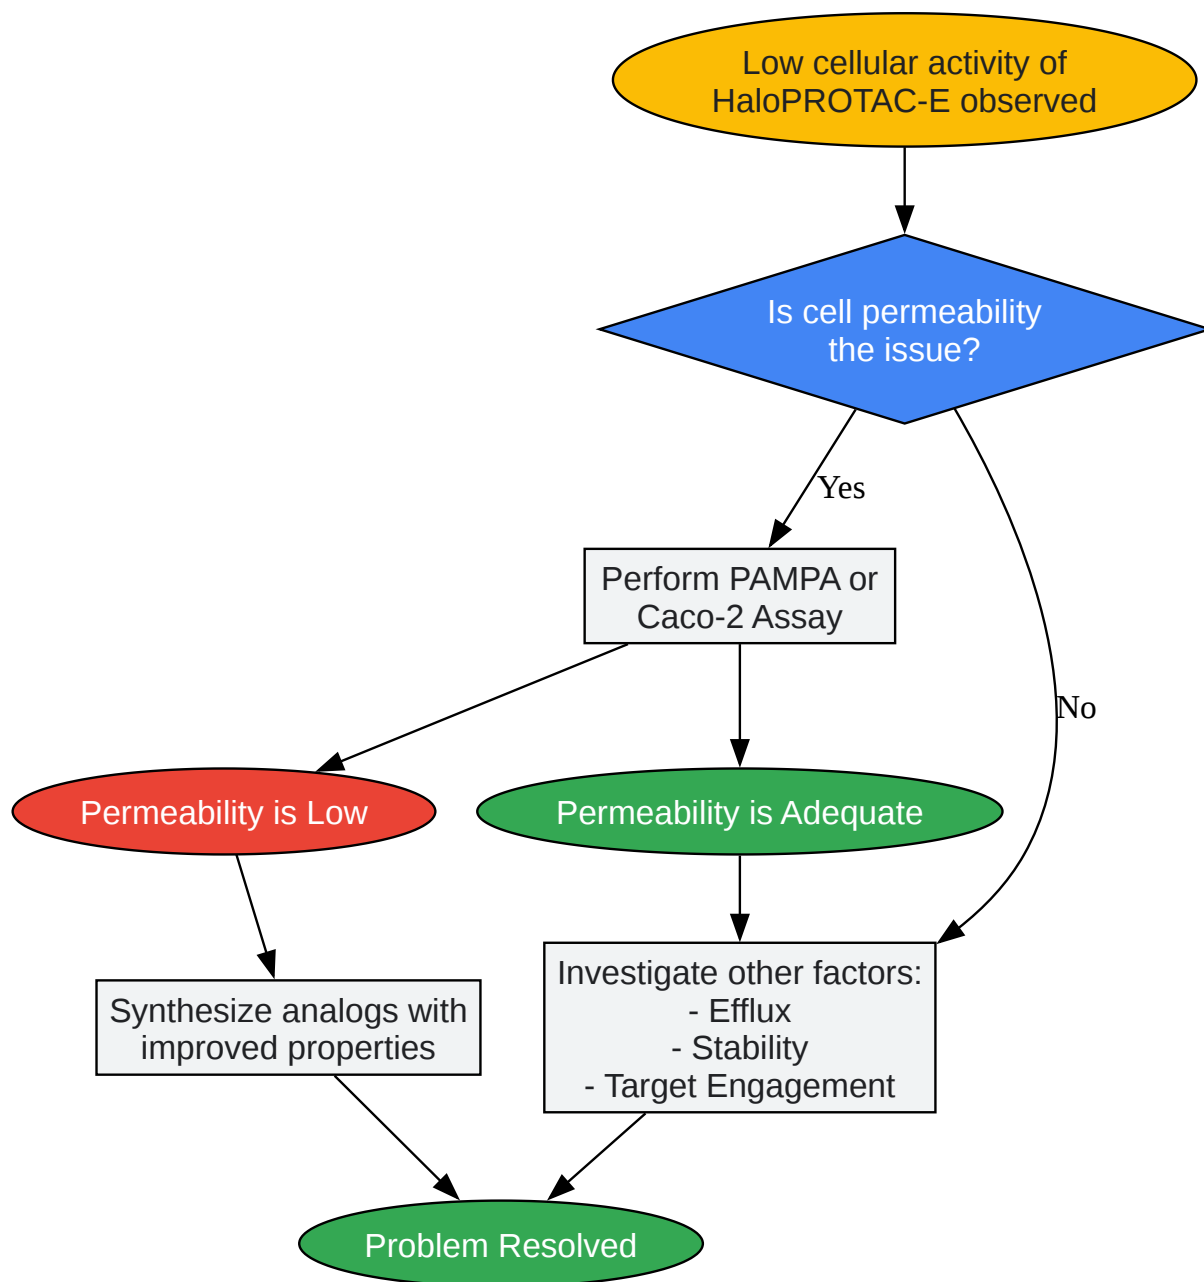 Low cellular activity of
HaloPROTAC-E observed
Is cell permeability
the issue?
Yes
Perform PAMPA or
Caco-2 Assay
No
Permeability is Low
Permeability is Adequate
Synthesize analogs with
improved properties
Investigate other factors:
- Efflux
- Stability
- Target Engagement
Problem Resolved